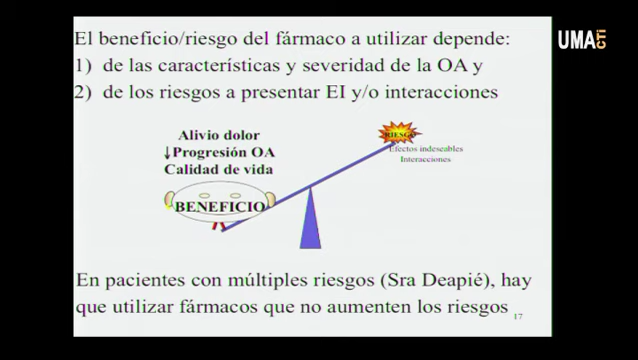 UMA CTI
El beneficio/riesgo del fármaco a utilizar depende:
1) de las características y severidad de la OA y
2) de los riesgos a presentar EI y/o interacciones
Alivio dolor
↓Progresión OA
Calidad de vida
BENEFICIO
RIESGO
Efectos indeseables
Interacciones
En pacientes con múltiples riesgos (Sra Deapié), hay
que utilizar fármacos que no aumenten los riesgos
17